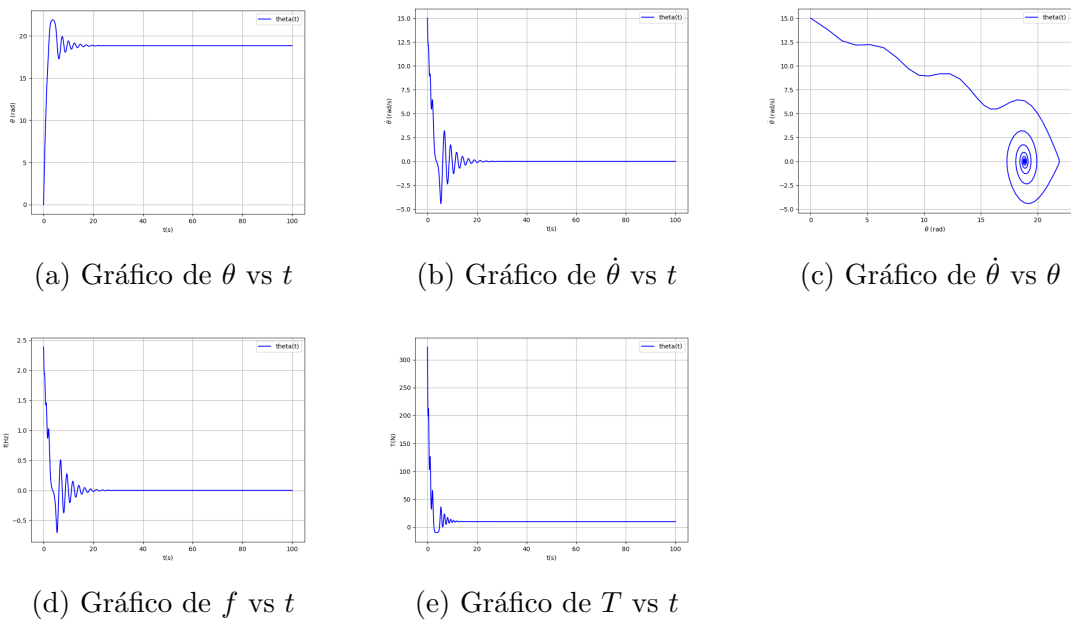 theta(t)
20
15
10
5
0
θ (rad)
0 20 40 60 80 100
t(s)
(a) Gráfico de θ vs t
theta(t)
15.0
12.5
10.0
7.5
5.0
2.5
0.0
−2.5
−5.0
θ̇ (rad/s)
0 20 40 60 80 100
t(s)
(b) Gráfico de θ̇ vs t
theta(t)
15.0
12.5
10.0
7.5
5.0
2.5
0.0
−2.5
−5.0
θ̇ (rad/s)
0 5 10 15 20
θ (rad)
(c) Gráfico de θ̇ vs θ
theta(t)
2.5
2.0
1.5
1.0
0.5
0.0
−0.5
f(Hz)
0 20 40 60 80 100
t(s)
(d) Gráfico de f vs t
theta(t)
300
250
200
150
100
50
0
T(N)
0 20 40 60 80 100
t(s)
(e) Gráfico de T vs t